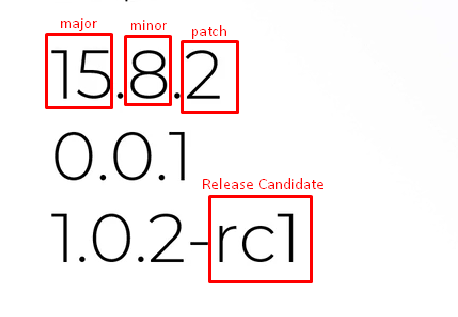 major minor patch
15.8.2
0.0.1
Release Candidate
1.0.2-rc1